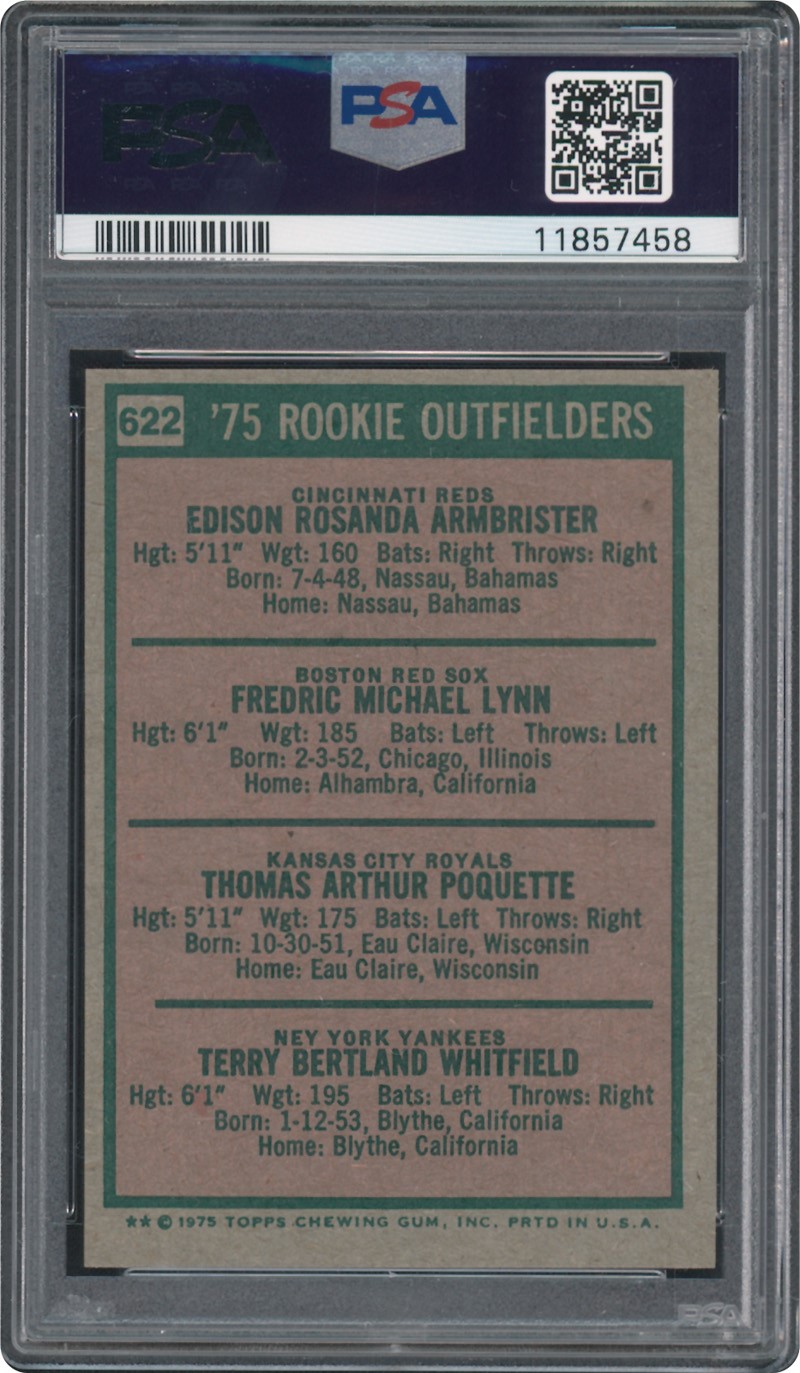 PSA
PSA
11857458
622 '75 ROOKIE OUTFIELDERS
CINCINNATI REDS
EDISON ROSANDA ARMBRISTER
Hgt: 5'11" Wgt: 160 Bats: Right Throws: Right
Born: 7-4-48, Nassau, Bahamas
Home: Nassau, Bahamas
BOSTON RED SOX
FREDRIC MICHAEL LYNN
Hgt: 6'1" Wgt: 185 Bats: Left Throws: Left
Born: 2-3-52, Chicago, Illinois
Home: Alhambra, California
KANSAS CITY ROYALS
THOMAS ARTHUR POQUETTE
Hgt: 5'11" Wgt: 175 Bats: Left Throws: Right
Born: 10-30-51, Eau Claire, Wisconsin
Home: Eau Claire, Wisconsin
NEY YORK YANKEES
TERRY BERTLAND WHITFIELD
Hgt: 6'1" Wgt: 195 Bats: Left Throws: Right
Born: 1-12-53, Blythe, California
Home: Blythe, California
** © 1975 TOPPS CHEWING GUM, INC. PRTD IN U.S.A.
PSA